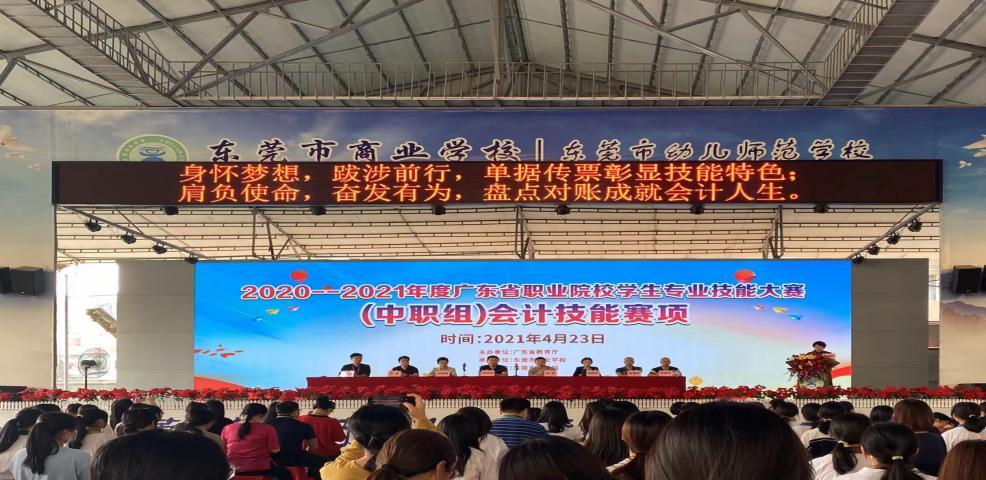 东莞市商业学校|东莞市幼儿师范学校
身怀梦想，跋涉前行，单据传票彰显技能特色；
肩负使命，奋发有为，盘点对账成就会计人生。
2020—2021年度广东省职业院校学生专业技能大赛
(中职组)会计技能赛项
时间:2021年4月23日
主办单位:广东省教育厅